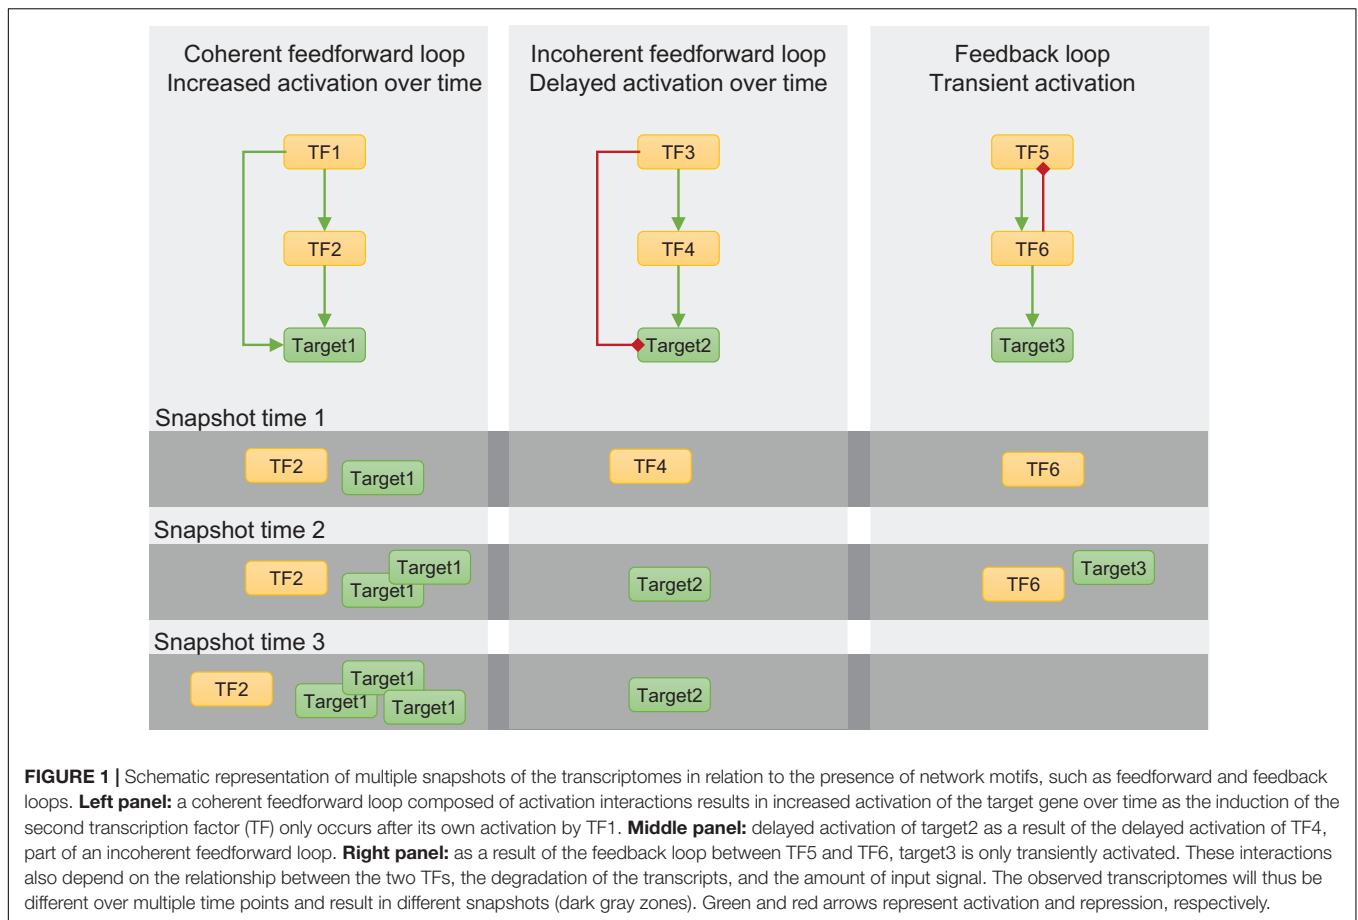 Coherent feedforward loop
Increased activation over time
TF1
TF2
Target1
Incoherent feedforward loop
Delayed activation over time
TF3
TF4
Target2
Feedback loop
Transient activation
TF5
TF6
Target3
Snapshot time 1
TF2
Target1
TF4
TF6
Snapshot time 2
TF2
Target1
Target1
Target2
TF6
Target3
Snapshot time 3
TF2
Target1
Target1
Target1
Target2
FIGURE 1 | Schematic representation of multiple snapshots of the transcriptomes in relation to the presence of network motifs, such as feedforward and feedback
loops. Left panel: a coherent feedforward loop composed of activation interactions results in increased activation of the target gene over time as the induction of the
second transcription factor (TF) only occurs after its own activation by TF1. Middle panel: delayed activation of target2 as a result of the delayed activation of TF4,
part of an incoherent feedforward loop. Right panel: as a result of the feedback loop between TF5 and TF6, target3 is only transiently activated. These interactions
also depend on the relationship between the two TFs, the degradation of the transcripts, and the amount of input signal. The observed transcriptomes will thus be
different over multiple time points and result in different snapshots (dark gray zones). Green and red arrows represent activation and repression, respectively.